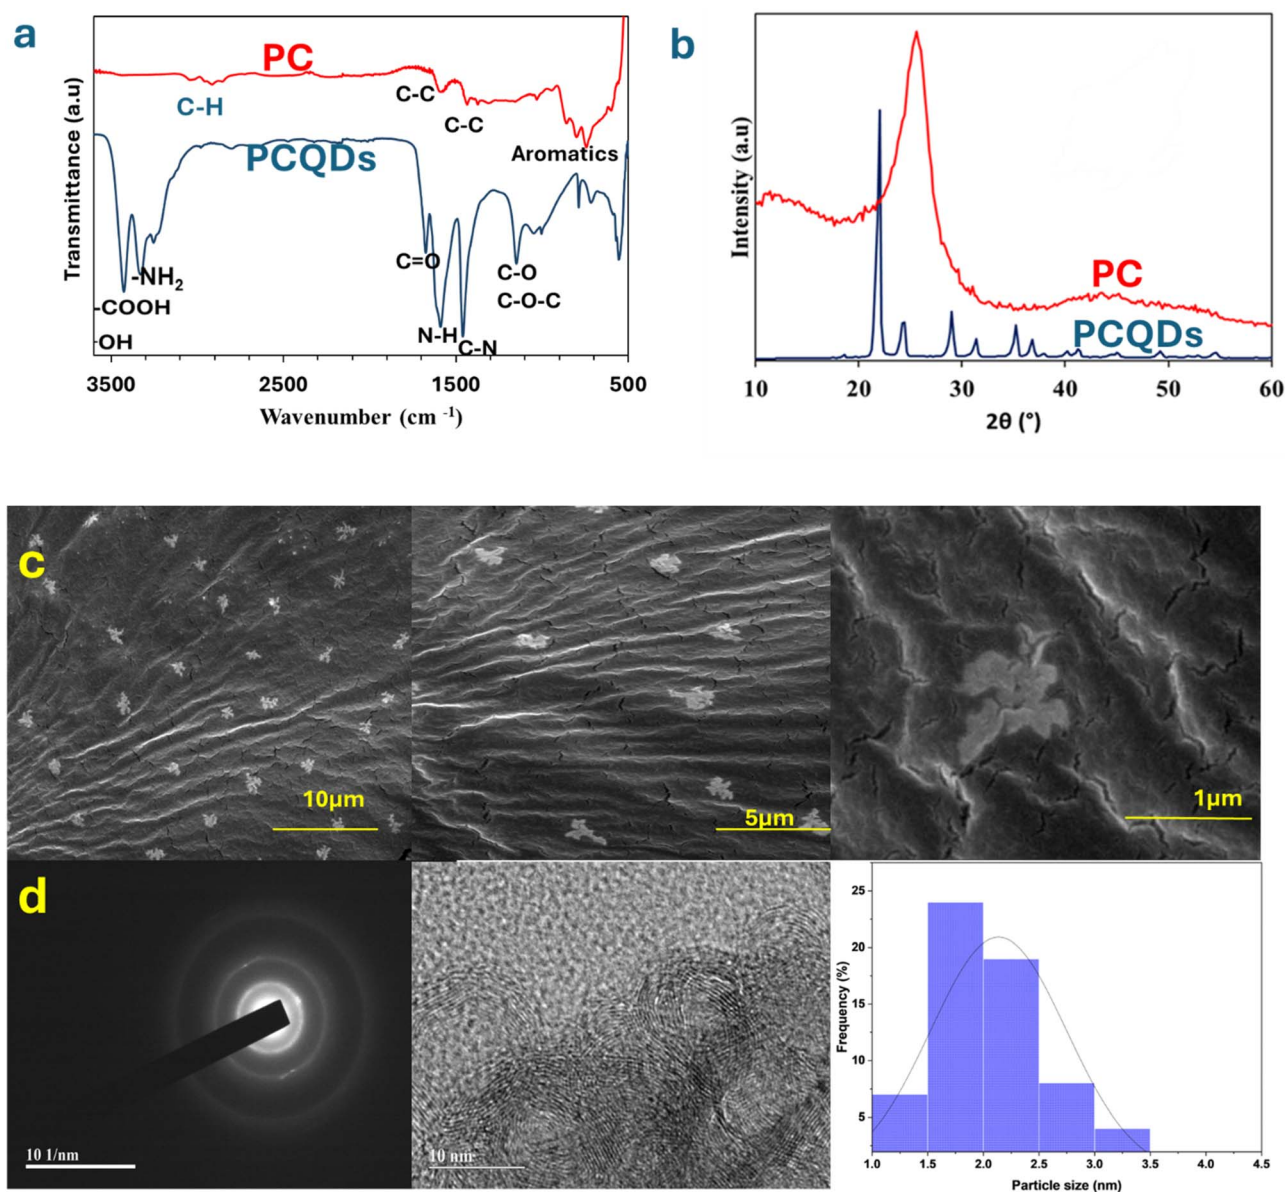 a
PC
C-H
C-C
C-C
Aromatics
PCQDs
C=O
-NH2
-COOH
-OH
N-H
C-N
C-O
C-O-C
Transmittance (a.u)
3500 2500 1500 500
Wavenumber (cm -1)
b
Intensity (a.u)
PC
PCQDs
10 20 30 40 50 60
2θ (°)
c
10μm
5μm
1μm
d
10 1/nm
10 nm
Frequency (%)
25
20
15
10
5
1.0 1.5 2.0 2.5 3.0 3.5 4.0 4.5
Particle size (nm)